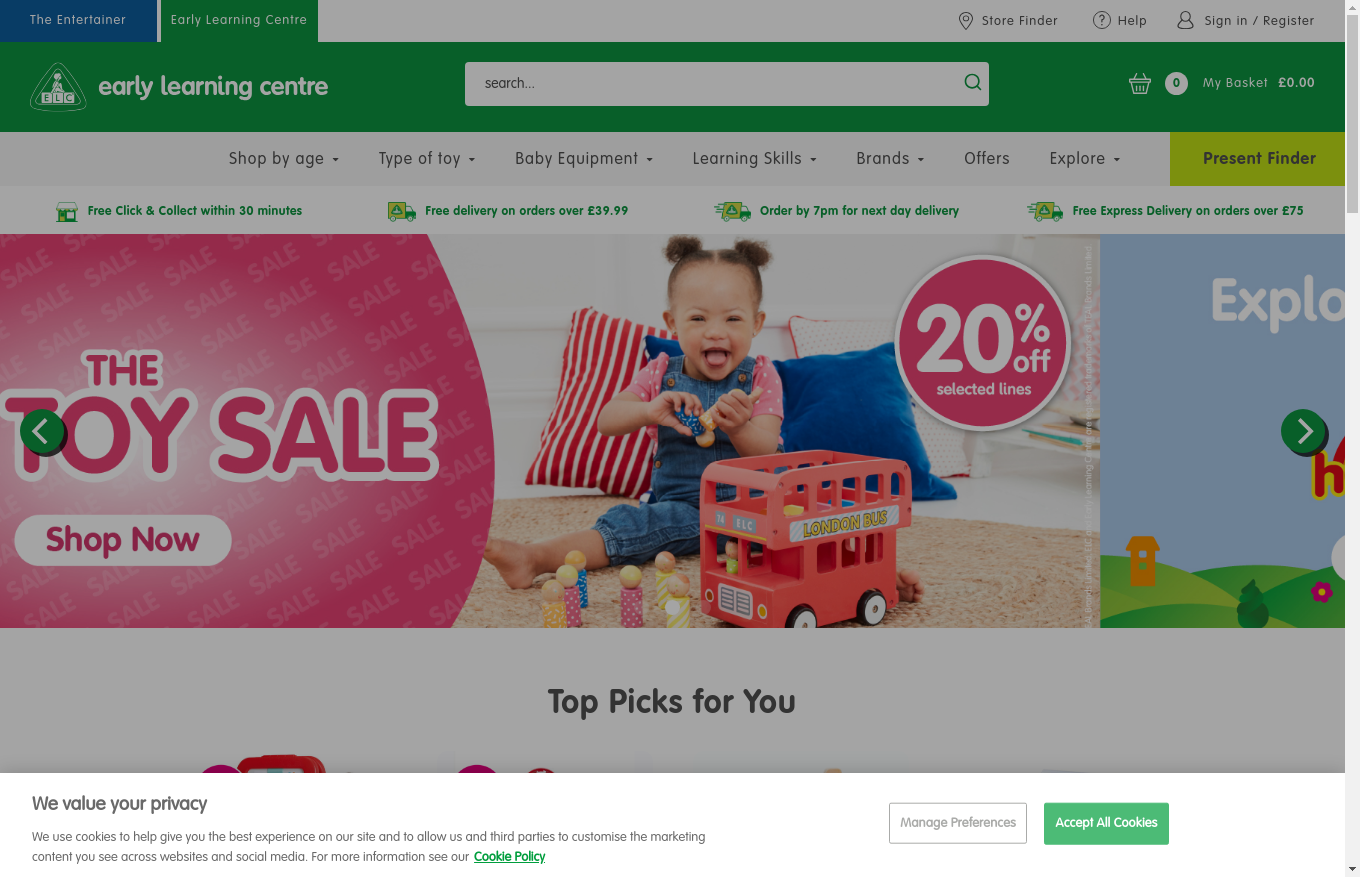 The Entertainer
Early Learning Centre
Store Finder
Help
Sign in / Register
ELC
early learning centre
search...
0
My Basket £0.00
Shop by age
Type of toy
Baby Equipment
Learning Skills
Brands
Offers
Explore
Present Finder
Free Click & Collect within 30 minutes
Free delivery on orders over £39.99
Order by 7pm for next day delivery
Free Express Delivery on orders over £75
THE
TOY SALE
Shop Now
20%
off
selected lines
74 ELC
LONDON BUS
Explo
h
Top Picks for You
We value your privacy
We use cookies to help give you the best experience on our site and to allow us and third parties to customise the marketing
content you see across websites and social media. For more information see our Cookie Policy
Manage Preferences
Accept All Cookies